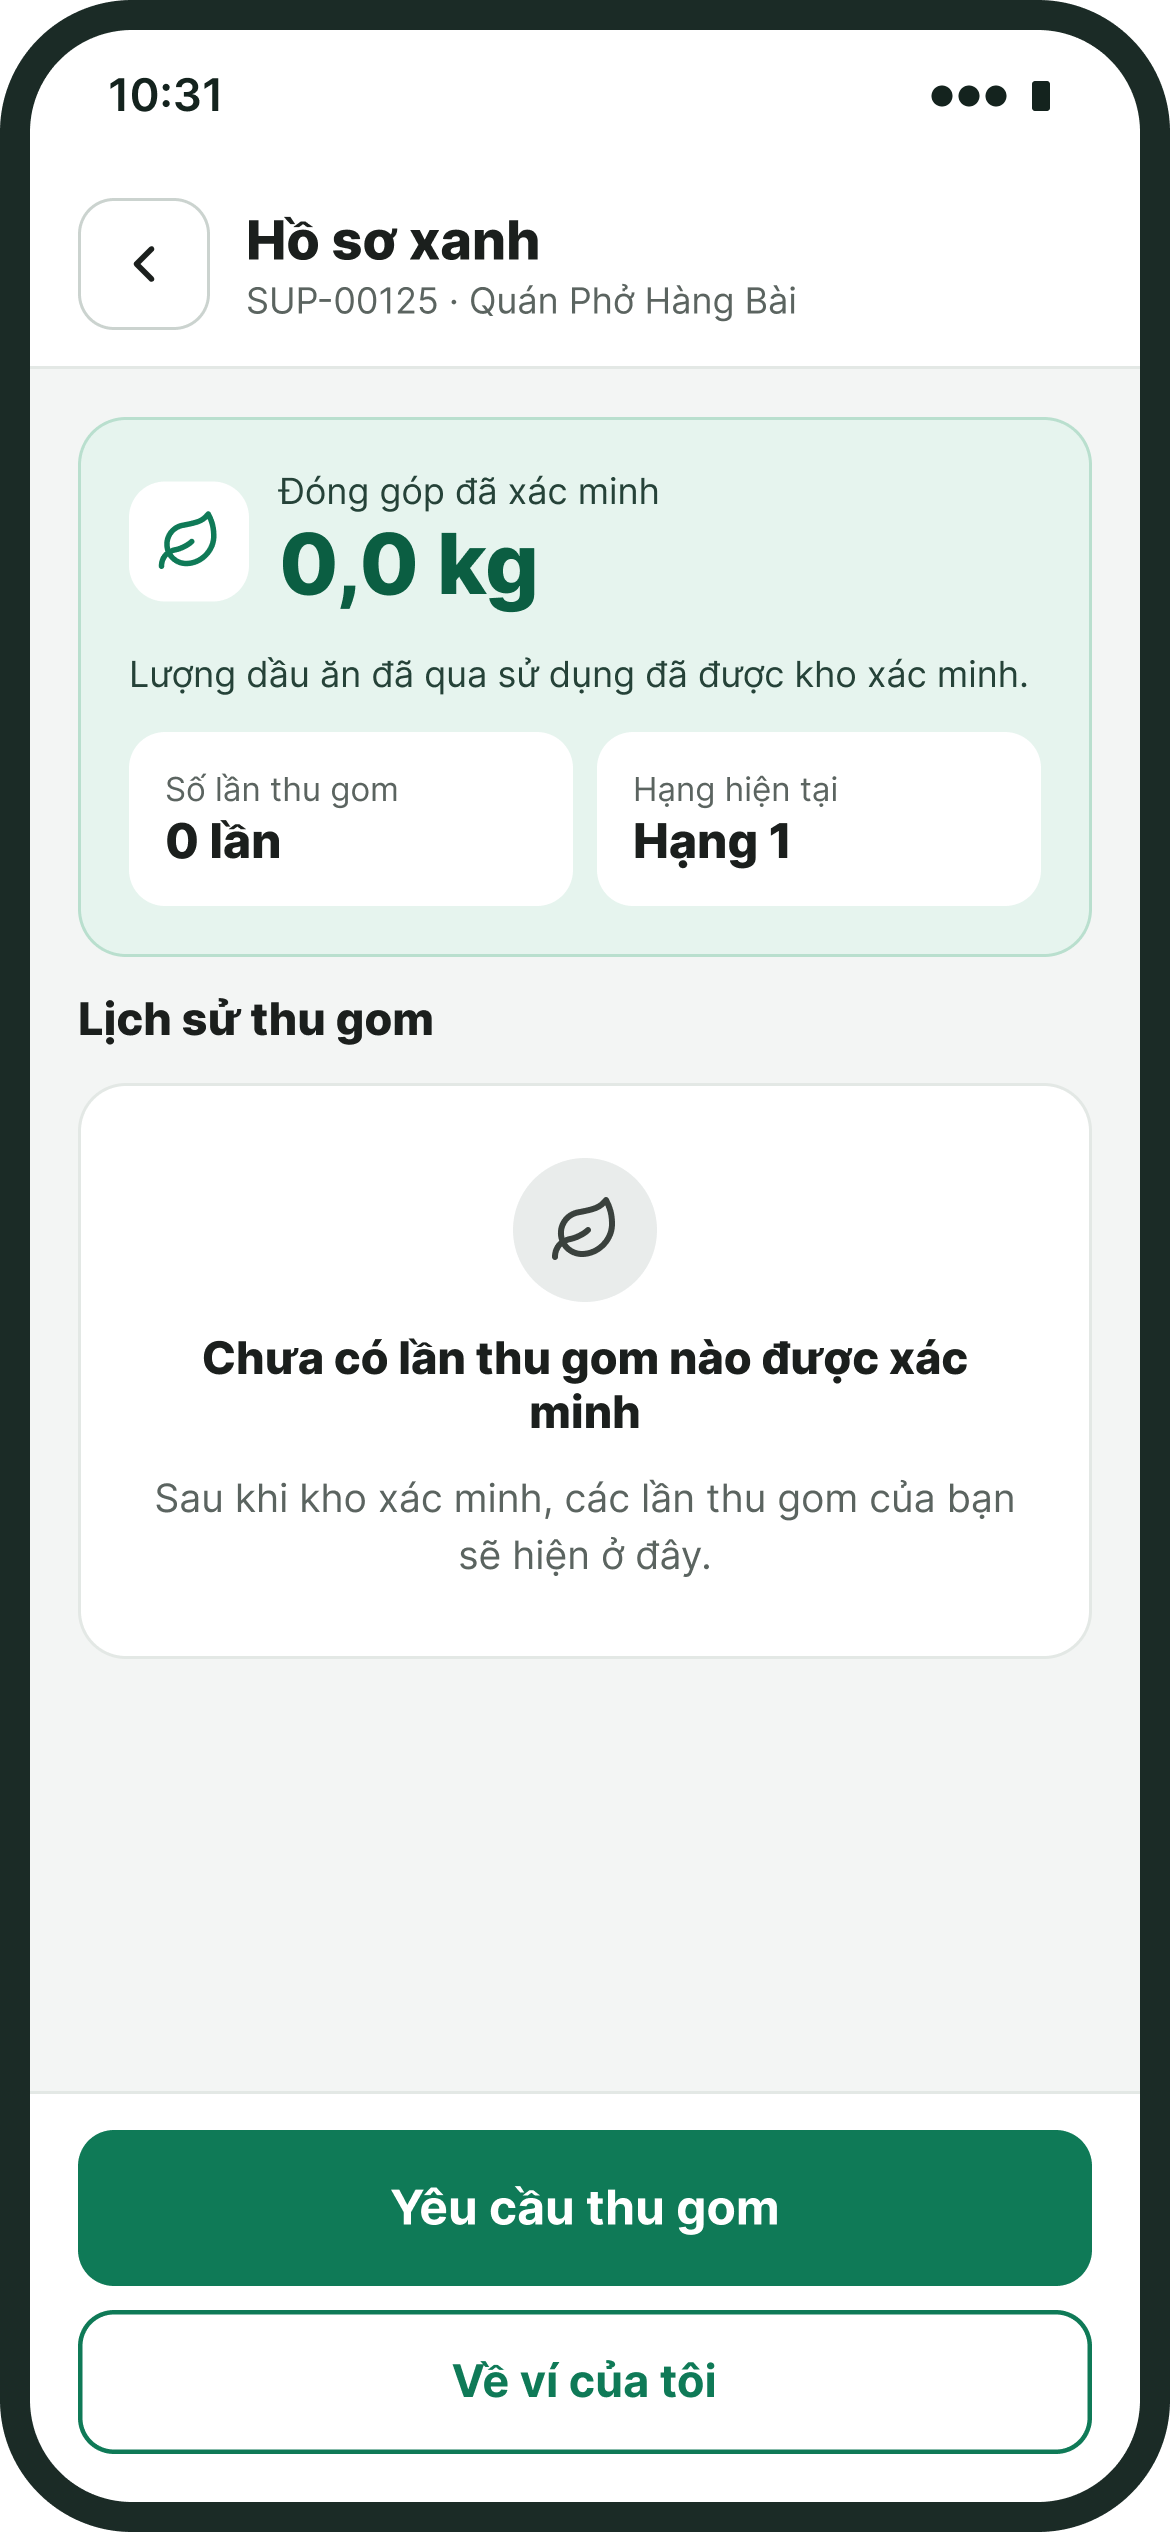 10:31
Hồ sơ xanh
SUP-00125 · Quán Phở Hàng Bài
Đóng góp đã xác minh
0,0 kg
Lượng dầu ăn đã qua sử dụng đã được kho xác minh.
Số lần thu gom
0 lần
Hạng hiện tại
Hạng 1
Lịch sử thu gom
Chưa có lần thu gom nào được xác
minh
Sau khi kho xác minh, các lần thu gom của bạn
sẽ hiện ở đây.
Yêu cầu thu gom
Về ví của tôi